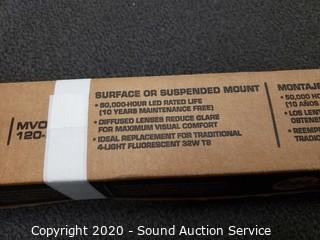 SURFACE OR SUSPENDED MOUNT
• 50,000-HOUR LED RATED LIFE
(10 YEARS MAINTENANCE FREE)
• DIFFUSED LENSES REDUCE GLARE
FOR MAXIMUM VISUAL COMFORT
• IDEAL REPLACEMENT FOR TRADITIONAL
4-LIGHT FLUORESCENT 32W T8
MVO
120-
MONTAJE
• 50,000 HO
(10 AÑOS
• LOS LENT
OBTENE
• REEMP
TRADIC
Copyright 2020 - Sound Auction Service